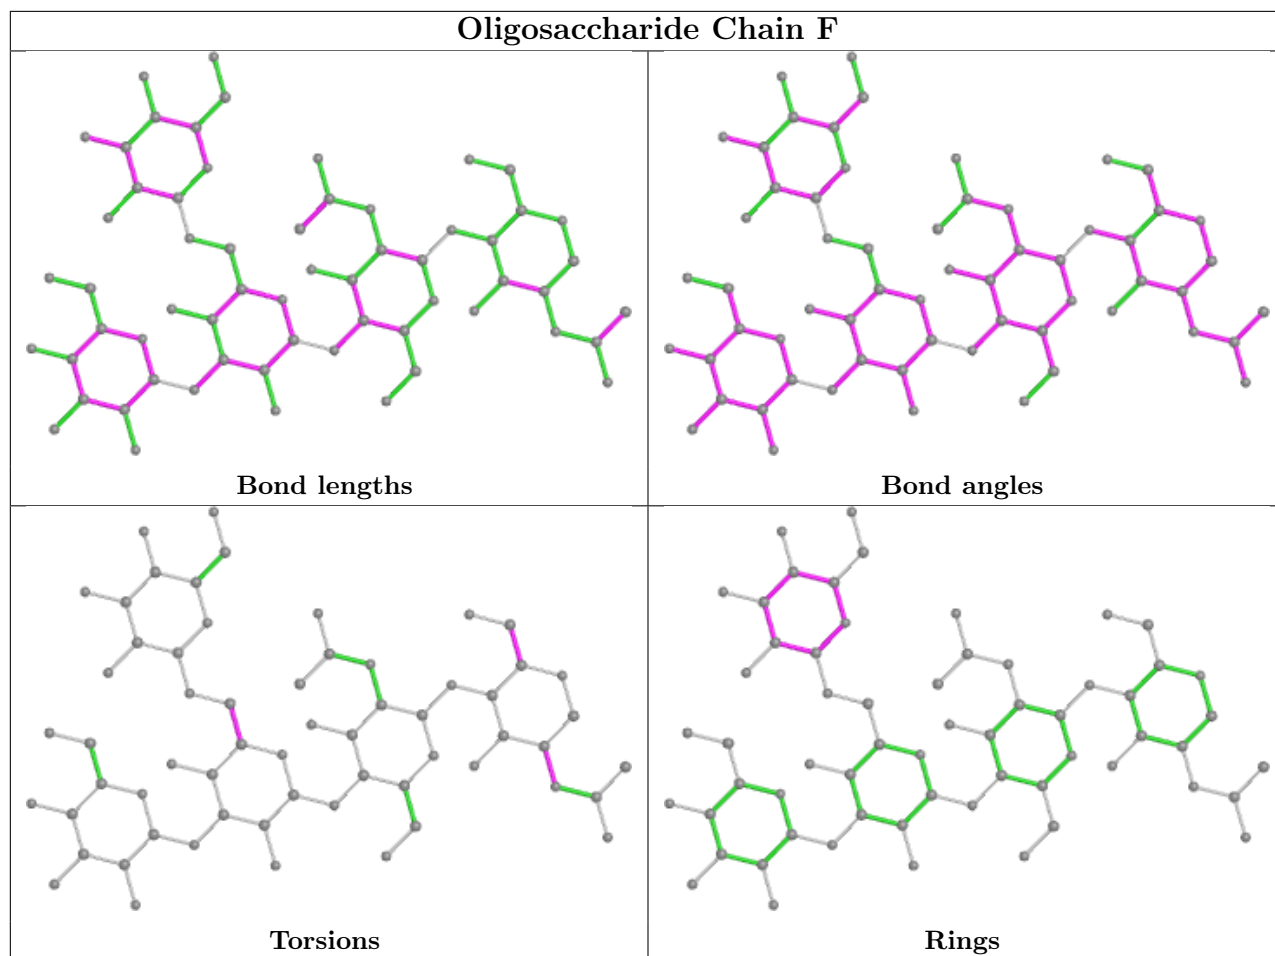 Oligosaccharide Chain F
Bond lengths
Bond angles
Torsions
Rings